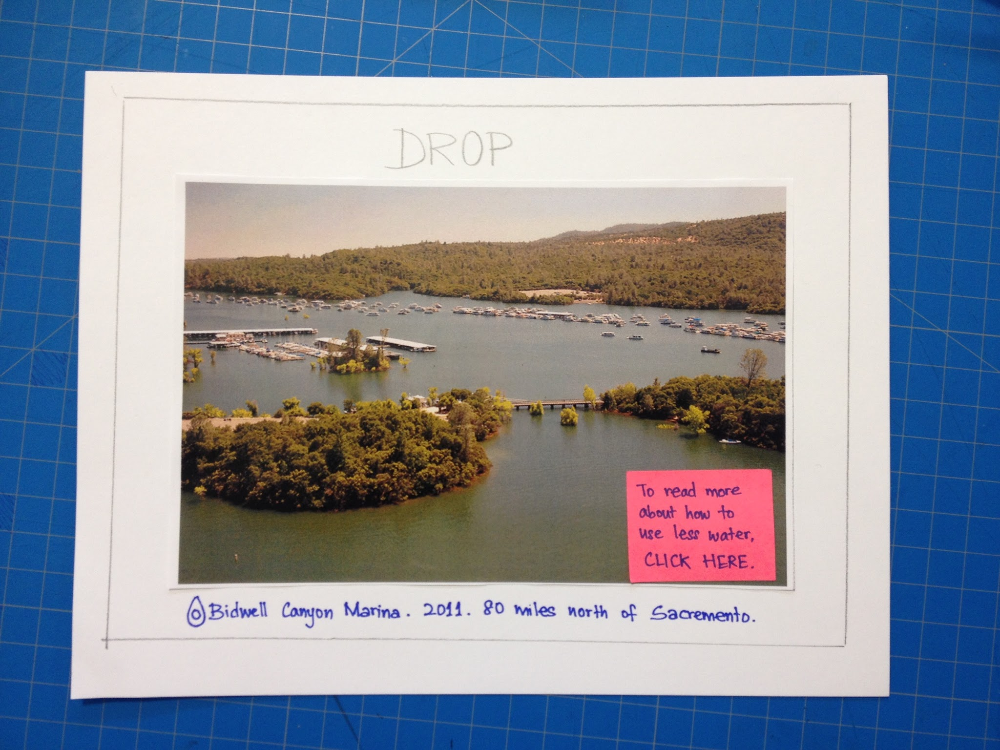 DROP
To read more
about how to
use less water,
CLICK HERE.
Bidwell Canyon Marina. 2011. 80 miles north of Sacremento.